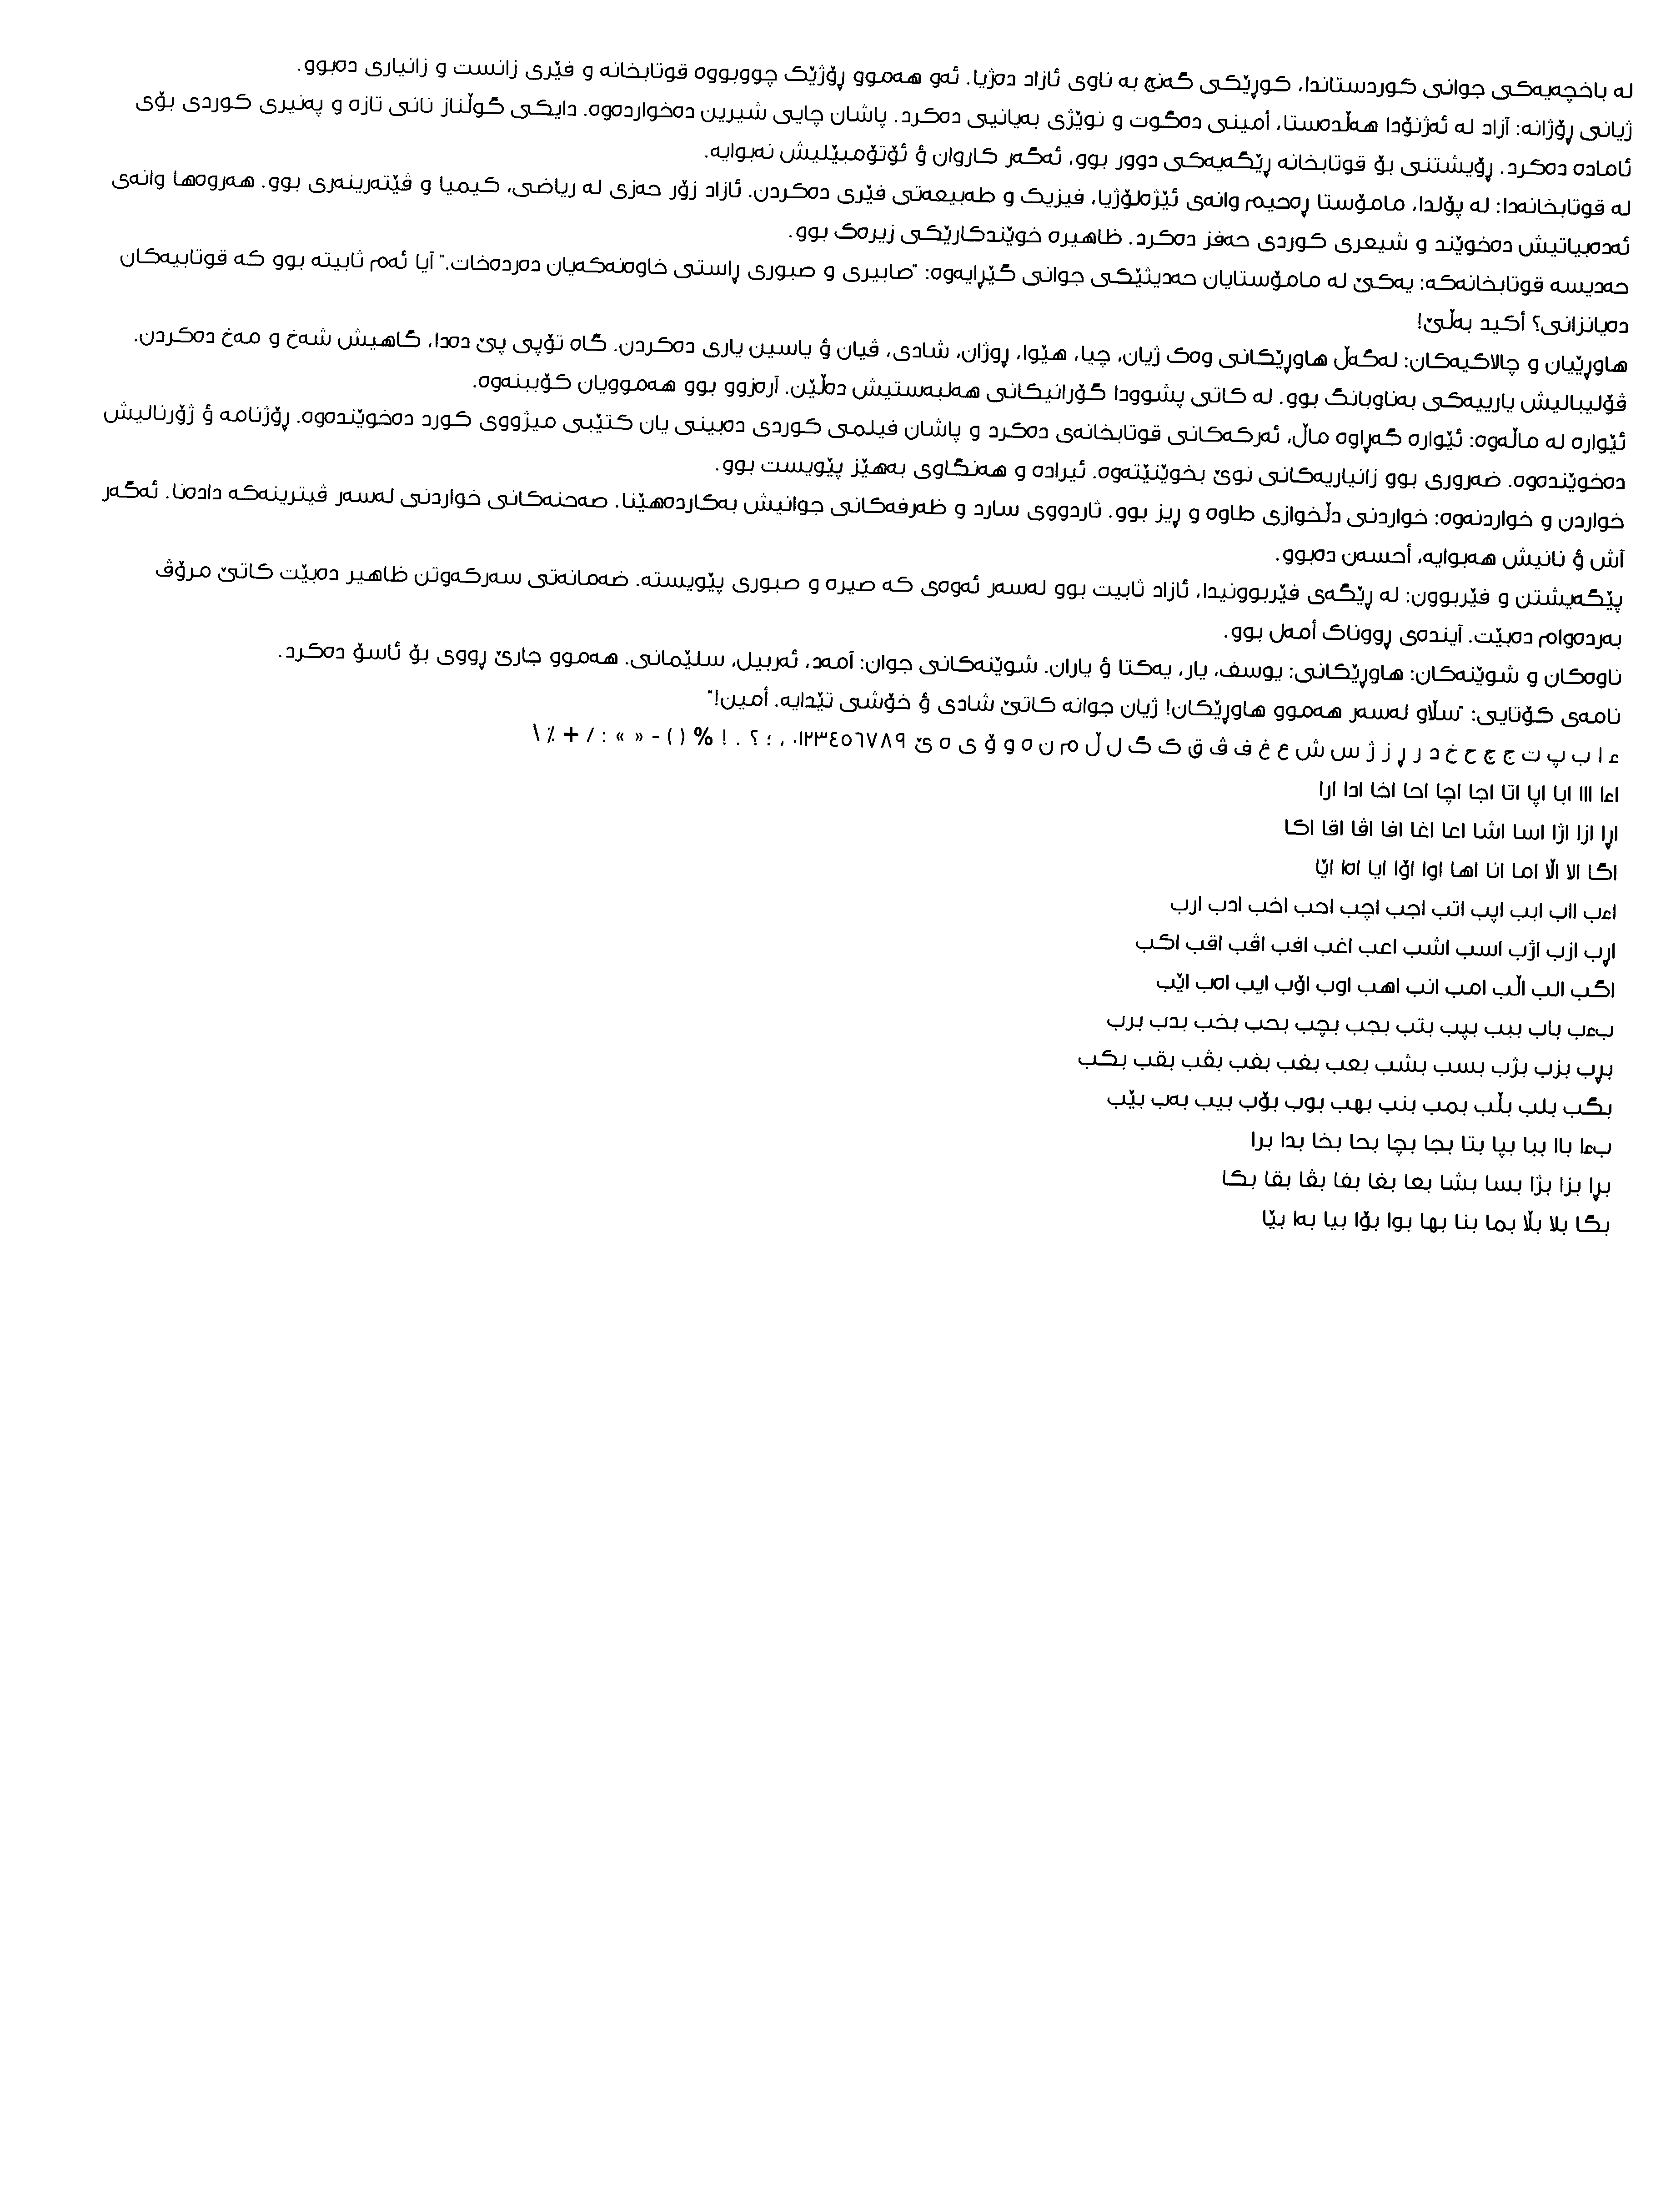 لە باخچەیەکی جوانی کوردستاندا، کوڕێکی گەنج بە ناوی ئازاد دەژیا. ئەو هەموو ڕۆژێک چووبووە قوتابخانە و فێری زانست و زانیاری دەبوو.
ژیانی ڕۆژانە: آزاد لە ئەژنۆدا هەڵدەستا، أمینی دەگوت و نوێژی بەیانیی دەکرد. پاشان چایی شیرین دەخواردەوە. دایکی گوڵناز نانی تازە و پەنیری کوردی بۆی
ئامادە دەکرد. ڕۆیشتنی بۆ قوتابخانە ڕێگەیەکی دوور بوو، ئەگەر کاروان ؤ ئۆتۆمبێلیش نەبوایە.
لە قوتابخانەدا: لە پۆلدا، مامۆستا ڕەحیم وانەی ئێژەلۆژیا، فیزیک و طەبیعەتی فێری دەکردن. ئازاد زۆر حەزی لە ریاضی، کیمیا و ڤێتەرینەری بوو. هەروەها وانەی
ئەدەبیاتیش دەخوێند و شیعری کوردی حەفز دەکرد. ظاهیرە خوێندکارێکی زیرەک بوو.
حەدیسە قوتابخانەکە: یەکێ لە مامۆستایان حەدیثێکی جوانی گێڕایەوە: "صابیری و صبوری ڕاستی خاوەنەکەیان دەردەخات." آیا ئەم ثابیتە بوو کە قوتابیەکان
دەیانزانی؟ أکید بەڵێ!
هاوڕێیان و چالاکیەکان: لەگەڵ هاوڕێکانی وەک ژیان، چیا، هێوا، ڕوژان، شادی، ڤیان ؤ یاسین یاری دەکردن. گاه تۆپی پێ دەدا، گاهیش شەخ و مەخ دەکردن.
ڤۆلیبالیش یارییەکی بەناوبانگ بوو. لە کاتی پشوودا گۆرانیکانی هەلبەستیش دەڵێن. آرەزوو بوو هەموویان کۆببنەوە.
ئێوارە لە ماڵەوە: ئێوارە گەڕاوە ماڵ، ئەرکەکانی قوتابخانەی دەکرد و پاشان فیلمی کوردی دەبینی یان کتێبی میژووی کورد دەخوێندەوە. ڕۆژنامە ؤ ژۆرنالیش
دەخوێندەوە. ضەروری بوو زانیاریەکانی نوێ بخوێنێتەوە. ئیرادە و هەنگاوی بەهێز پێویست بوو.
خواردن و خواردنەوە: خواردنی دڵخوازی طاوە و ڕیز بوو. ثاردووی سارد و ظەرفەکانی جوانیش بەکاردەهێنا. صەحنەکانی خواردنی لەسەر ڤیترینەکە دادەنا. ئەگەر
آش ؤ نانیش هەبوایە، أحسەن دەبوو.
پێگەیشتن و فێربوون: لە ڕێگەی فێربوونیدا، ئازاد ثابیت بوو لەسەر ئەوەی کە صیرە و صبوری پێویستە. ضەمانەتی سەرکەوتن ظاهیر دەبێت کاتێ مرۆڤ
بەردەوام دەبێت. آیندەی ڕووناک أمەل بوو.
ناوەکان و شوێنەکان: هاوڕێکانی: یوسف، یار، یەکتا ؤ یاران. شوێنەکانی جوان: آمەد، ئەربیل، سلێمانی. هەموو جارێ ڕووی بۆ ئاسۆ دەکرد.
نامەی کۆتایی: "سڵاو لەسەر هەموو هاوڕێکان! ژیان جوانە کاتێ شادی ؤ خۆشی تێدایە. أمین!"
ء ا ب پ ت ج چ ح خ د ر ڕ ز ژ س ش ع غ ف ڤ ق ک گ ل ڵ م ن ە و ۆ ی ە ێ ٠١٢٣٤٥٦٧٨٩ ، ؛ ؟ . ! % ( ) - « » : / + ٪ \
اءا ااا ابا اپا اتا اجا اچا احا اخا ادا ارا
اڕا ازا اژا اسا اشا اعا اغا افا اڤا اقا اکا
اگا الا اڵا اما انا اها اوا اۆا ایا اەا اێا
اءب ااب ابب اپب اتب اجب اچب احب اخب ادب ارب
اڕب ازب اژب اسب اشب اعب اغب افب اڤب اقب اکب
اگب الب اڵب امب انب اهب اوب اۆب ایب اەب اێب
بءب باب ببب بپب بتب بجب بچب بحب بخب بدب برب
بڕب بزب بژب بسب بشب بعب بغب بفب بڤب بقب بکب
بگب بلب بڵب بمب بنب بهب بوب بۆب بیب بەب بێب
بءا باا ببا بپا بتا بجا بچا بحا بخا بدا برا
بڕا بزا بژا بسا بشا بعا بغا بفا بڤا بقا بکا
بگا بلا بڵا بما بنا بها بوا بۆا بیا بەا بێا